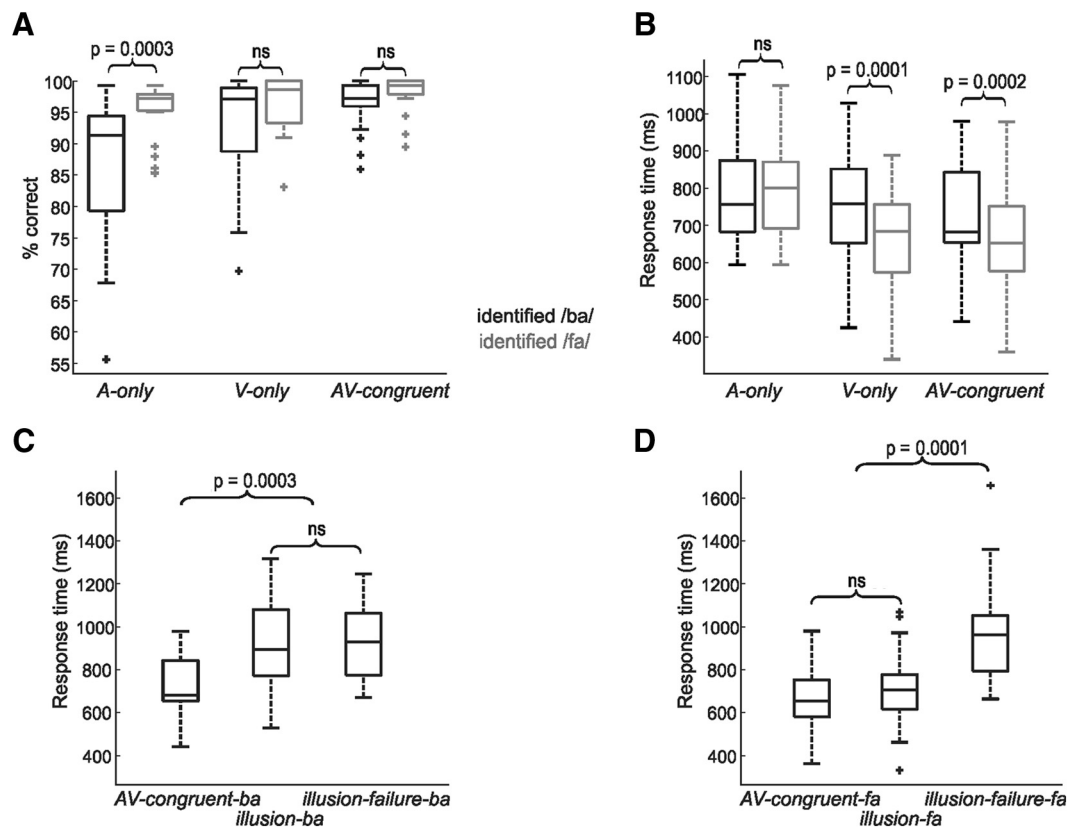 A
p = 0.0003
ns
ns
100
95
90
85
80
75
70
65
60
55
% correct
A-only
V-only
AV-congruent
identified /ba/
identified /fa/
B
ns
p = 0.0001
p = 0.0002
1100
1000
900
800
700
600
500
400
Response time (ms)
A-only
V-only
AV-congruent
C
p = 0.0003
ns
1600
1400
1200
1000
800
600
400
Response time (ms)
AV-congruent-ba
illusion-failure-ba
illusion-ba
D
p = 0.0001
ns
1600
1400
1200
1000
800
600
400
Response time (ms)
AV-congruent-fa
illusion-failure-fa
illusion-fa